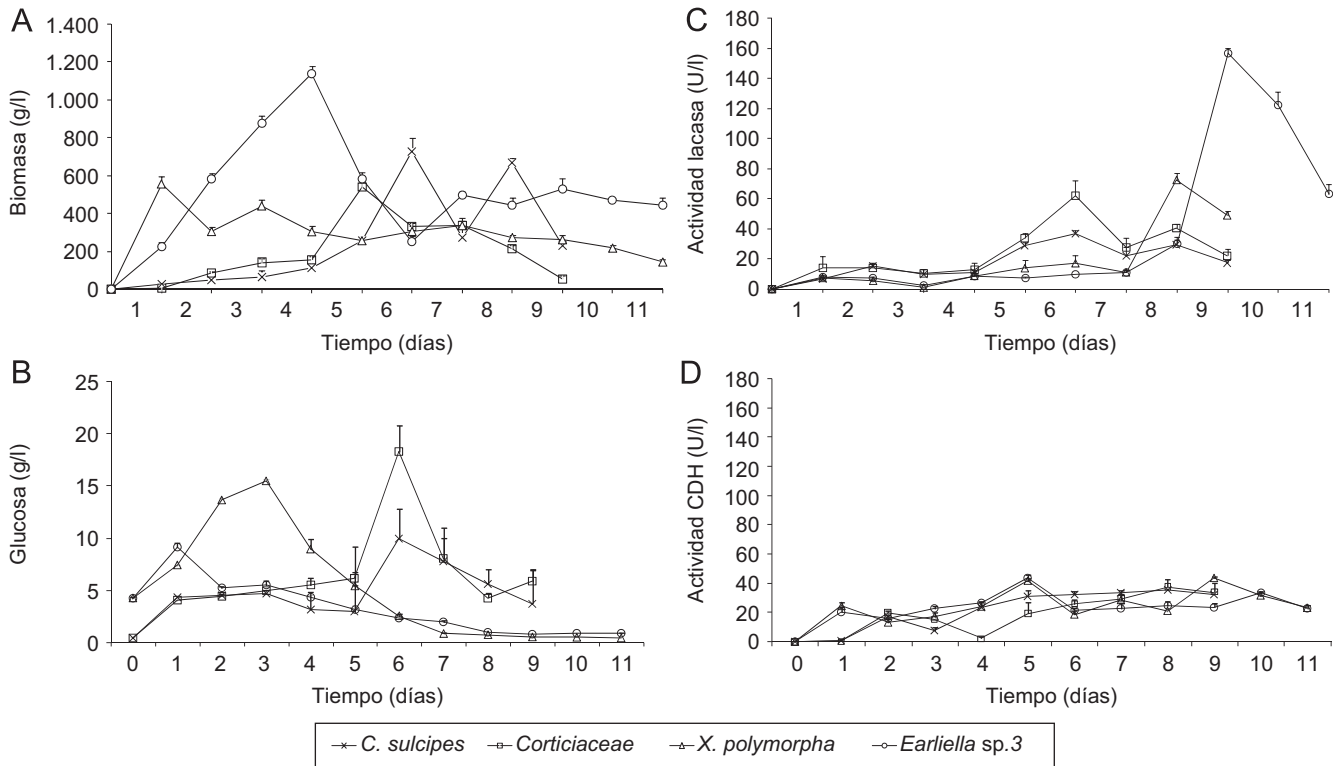 A
Biomasa (g/l)
1.400
1.200
1.000
800
600
400
200
0
1 2 3 4 5 6 7 8 9 10 11
Tiempo (días)
C
Actividad lacasa (U/l)
180
160
140
120
100
80
60
40
20
0
1 2 3 4 5 6 7 8 9 10 11
Tiempo (días)
B
Glucosa (g/l)
25
20
15
10
5
0
0 1 2 3 4 5 6 7 8 9 10 11
Tiempo (días)
D
Actividad CDH (U/l)
180
160
140
120
100
80
60
40
20
0
0 1 2 3 4 5 6 7 8 9 10 11
Tiempo (días)
C. sulcipes Corticiaceae X. polymorpha Earliella sp.3